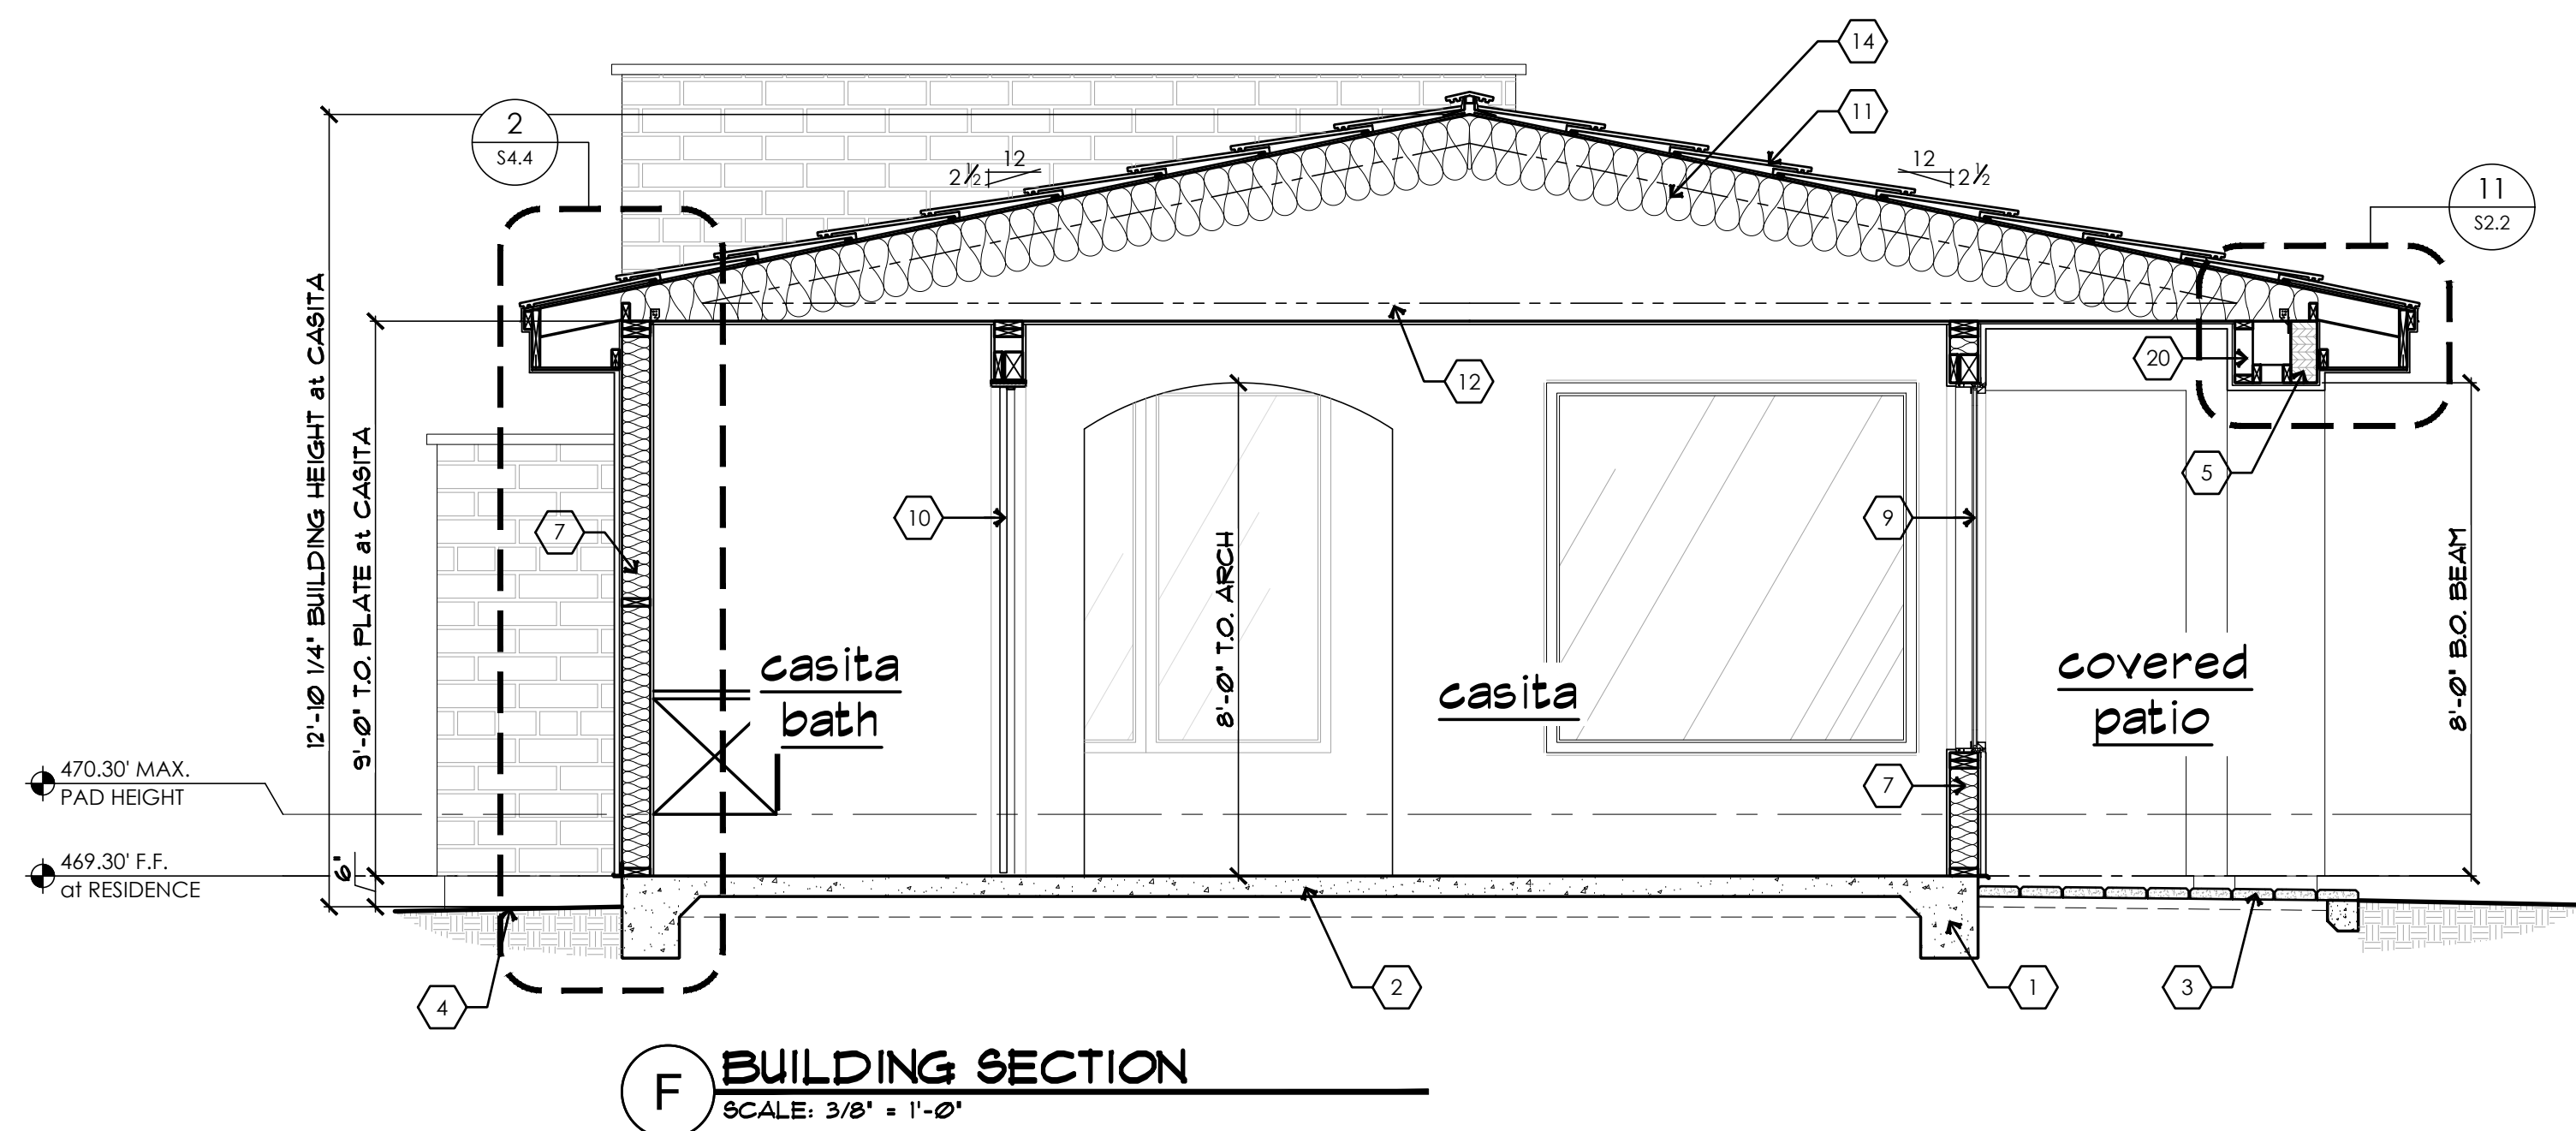 14
11
2
S4.4
12
2 1/2
12
2 1/2
11
S2.2
20
12
5
12'-10 1/4" BUILDING HEIGHT at CASITA
9'-0" T.O. PLATE at CASITA
7
10
8'-0" T.O. ARCH
9
8'-0" B.O. BEAM
casita
bath
casita
covered
patio
470.30' MAX.
PAD HEIGHT
7
469.30' F.F.
at RESIDENCE
6"
4
2
1
3
F
BUILDING SECTION
SCALE: 3/8" = 1'-0"